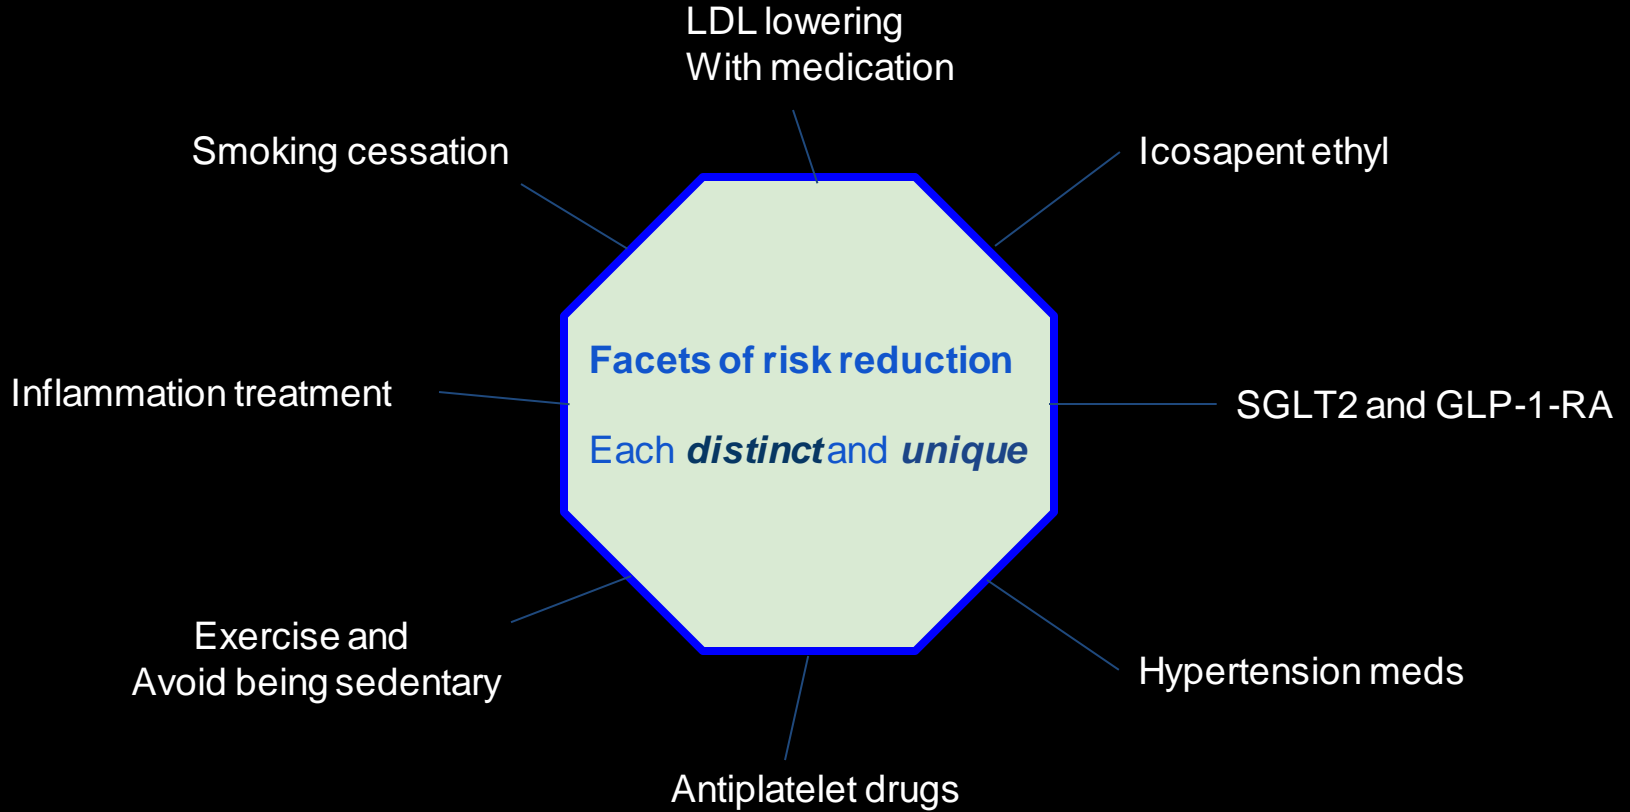 LDL lowering
With medication
Smoking cessation
Icosapent ethyl
Facets of risk reduction
Inflammation treatment
SGLT2 and GLP-1-RA
Each distinct and unique
Exercise and
Avoid being sedentary
Hypertension meds
Antiplatelet drugs